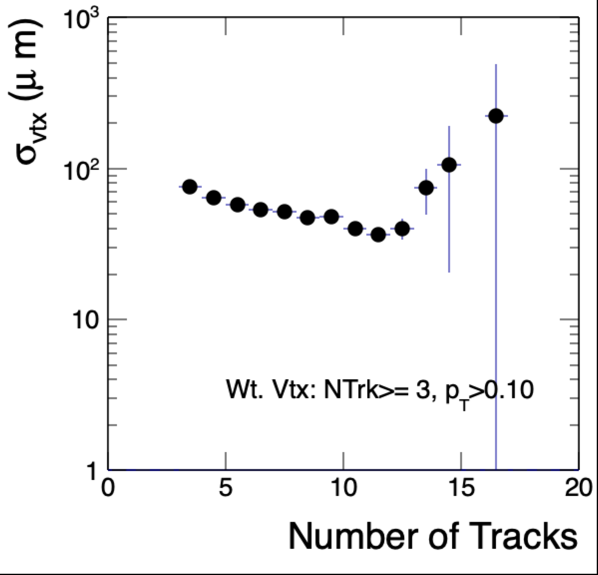 10³
σvtx (μ m)
10²
10
Wt. Vtx: NTrk>= 3, pT>0.10
1
0 5 10 15 20
Number of Tracks